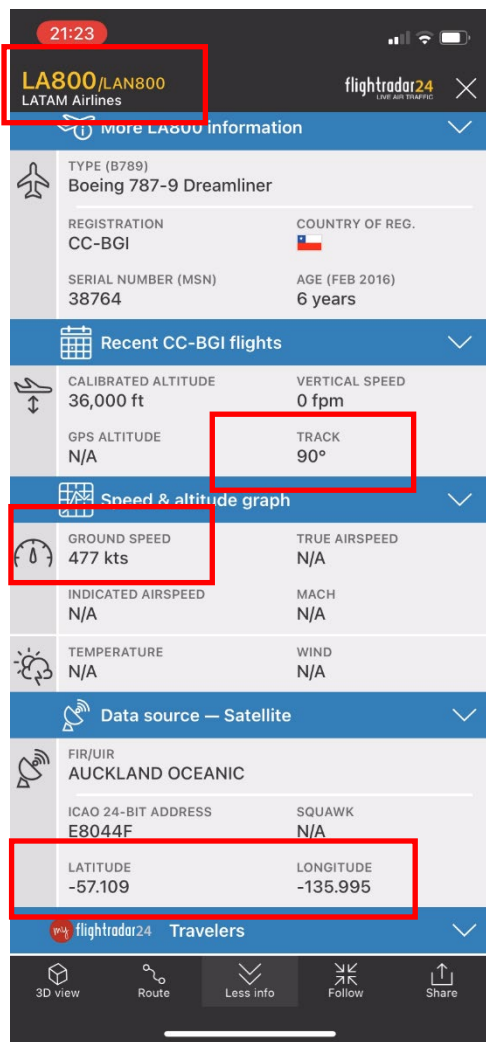 21:23
LA800/LAN800
LATAM Airlines
flightradar24
LIVE AIR TRAFFIC
More LA800 information
TYPE (B789)
Boeing 787-9 Dreamliner
REGISTRATION COUNTRY OF REG.
CC-BGI
SERIAL NUMBER (MSN) AGE (FEB 2016)
38764 6 years
Recent CC-BGI flights
CALIBRATED ALTITUDE VERTICAL SPEED
36,000 ft 0 fpm
GPS ALTITUDE TRACK
N/A 90°
Speed & altitude graph
GROUND SPEED TRUE AIRSPEED
477 kts N/A
INDICATED AIRSPEED MACH
N/A N/A
TEMPERATURE WIND
N/A N/A
Data source — Satellite
FIR/UIR
AUCKLAND OCEANIC
ICAO 24-BIT ADDRESS SQUAWK
E8044F N/A
LATITUDE LONGITUDE
-57.109 -135.995
my flightradar24 Travelers
3D view Route Less info Follow Share